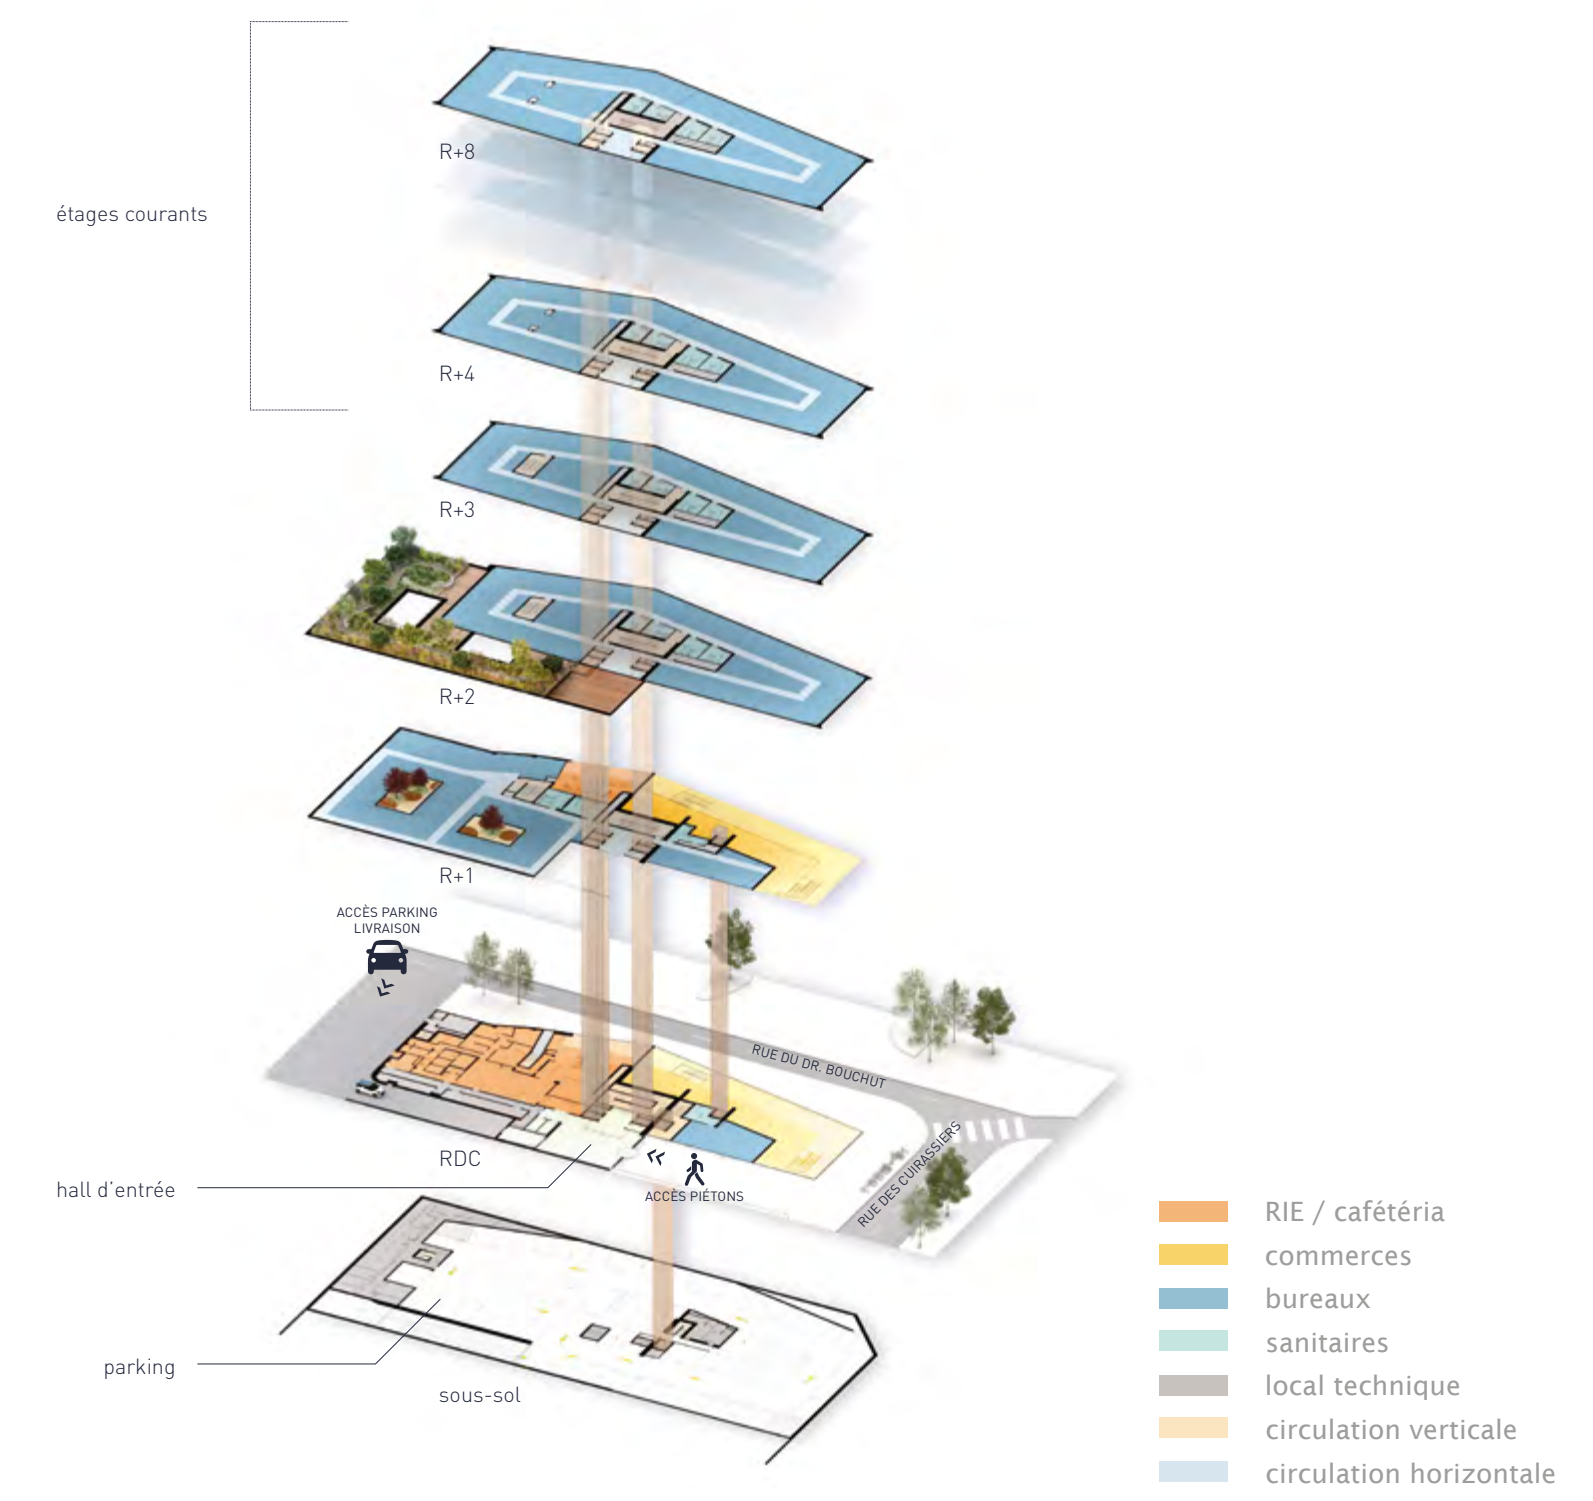 R+8
étages courants
R+4
R+3
R+2
R+1
ACCÈS PARKING
LIVRAISON
RUE DU DR. BOUCHUT
RUE DES CUIRASSIERS
RDC
hall d'entrée
ACCÈS PIÉTONS
parking
sous-sol
RIE / cafétéria
commerces
bureaux
sanitaires
local technique
circulation verticale
circulation horizontale